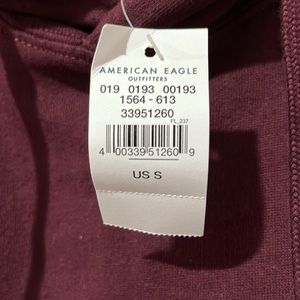 AMERICAN EAGLE
OUTFITTERS
019 0193 00193
1564 - 613
33951260
FL_237
4 00339 51260 9
US S